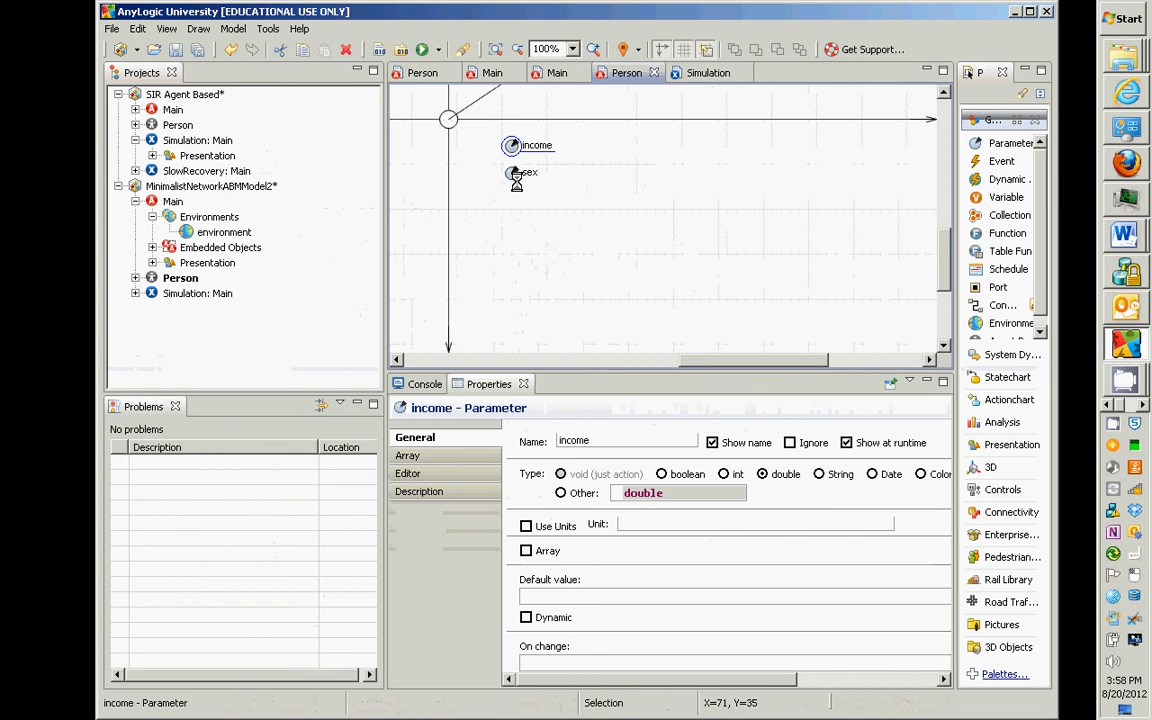 AnyLogic University [EDUCATIONAL USE ONLY]
File Edit View Draw Model Tools Help
100% Get Support...
Projects
SIR Agent Based*
Main
Person
Simulation: Main
Presentation
SlowRecovery: Main
MinimalistNetworkABMModel2*
Main
Environments
environment
Embedded Objects
Presentation
Person
Simulation: Main
Problems
No problems
Description Location
Person Main Main Person Simulation
income
sex
Console Properties
income - Parameter
General
Array
Editor
Description
Name: income Show name Ignore Show at runtime
Type: void (just action) boolean int double String Date Color
Other: double
Use Units Unit:
Array
Default value:
Dynamic
On change:
P
G...
Parameter
Event
Dynamic
Variable
Collection
Function
Table Fun
Schedule
Port
Con...
Environme
System Dy...
Statechart
Actionchart
Analysis
Presentation
3D
Controls
Connectivity
Enterprise...
Pedestrian...
Rail Library
Road Traf...
Pictures
3D Objects
Palettes...
income - Parameter Selection X=71, Y=35
Start
3:58 PM
8/20/2012